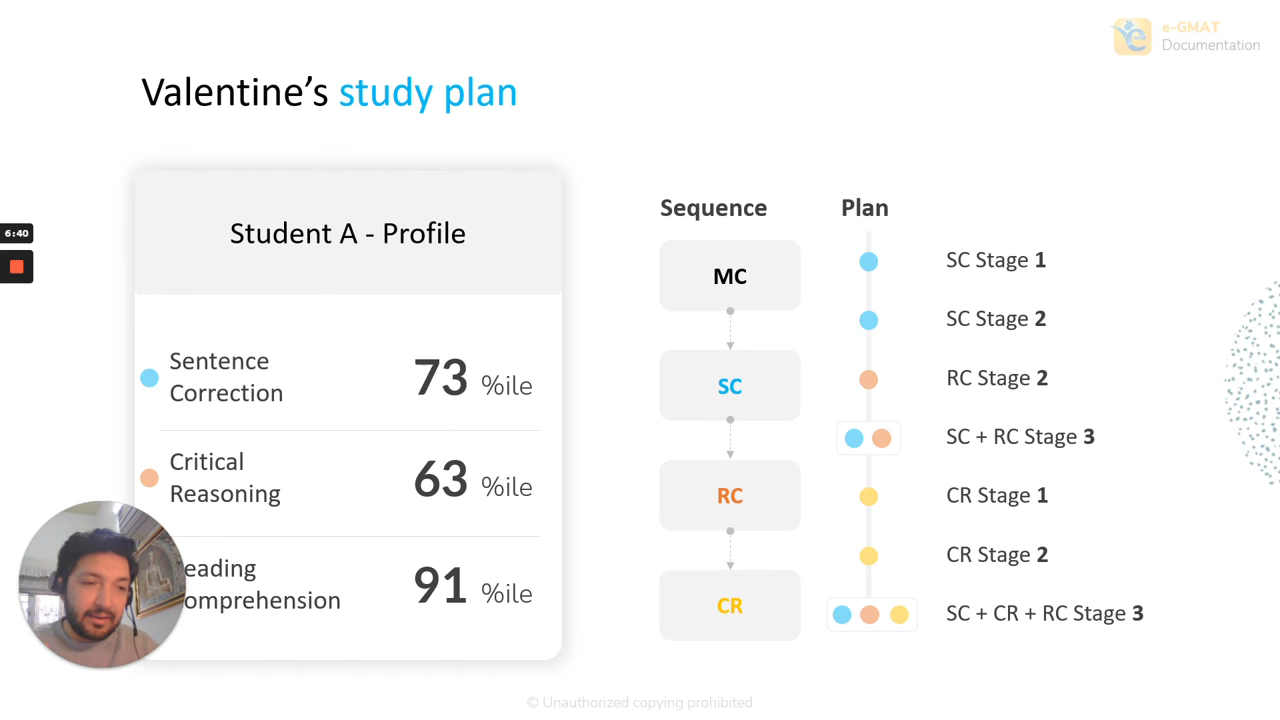 e-GMAT
Documentation
Valentine's study plan
6:40
Student A - Profile
Sentence
Correction
73 %ile
Critical
Reasoning
63 %ile
eading
omprehension
91 %ile
Sequence
MC
SC
RC
CR
Plan
SC Stage 1
SC Stage 2
RC Stage 2
SC + RC Stage 3
CR Stage 1
CR Stage 2
SC + CR + RC Stage 3
© Unauthorized copying prohibited